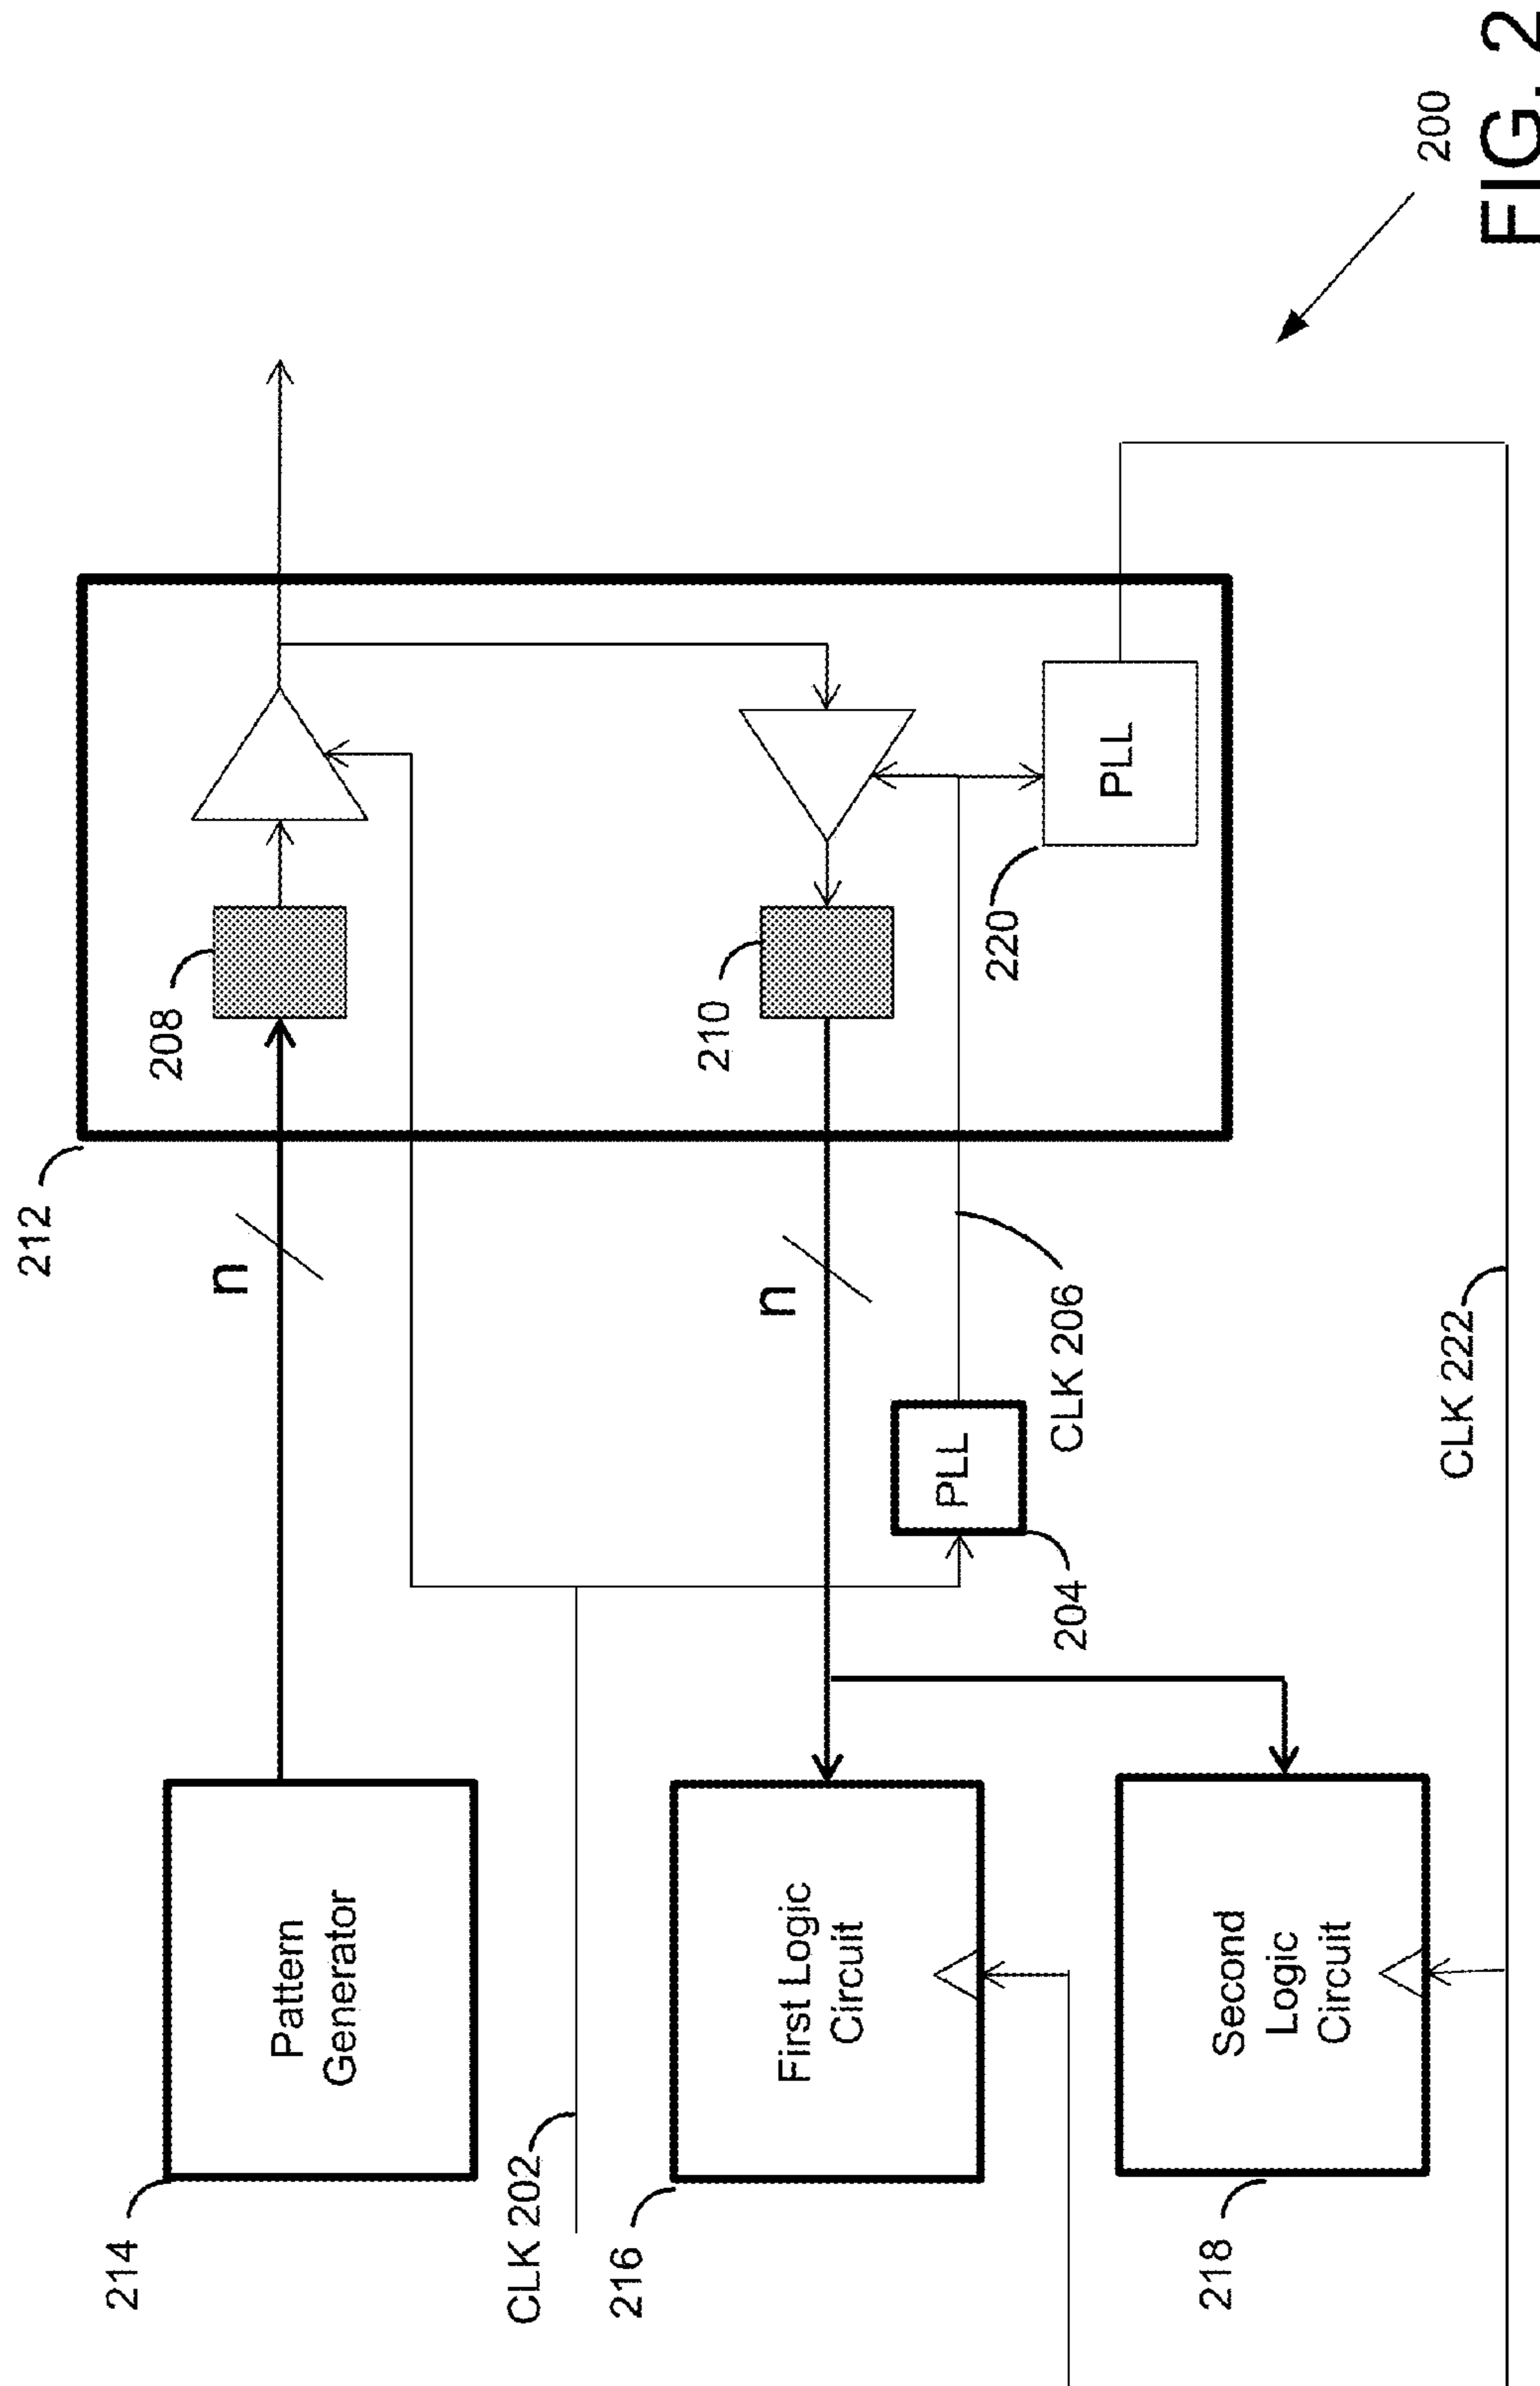 212
208
n
214
Pattern
Generator
210
n
CLK 202
216
First Logic
Circuit
PLL
204
CLK 206
220
PLL
218
Second
Logic
Circuit
CLK 222
200
FIG. 2